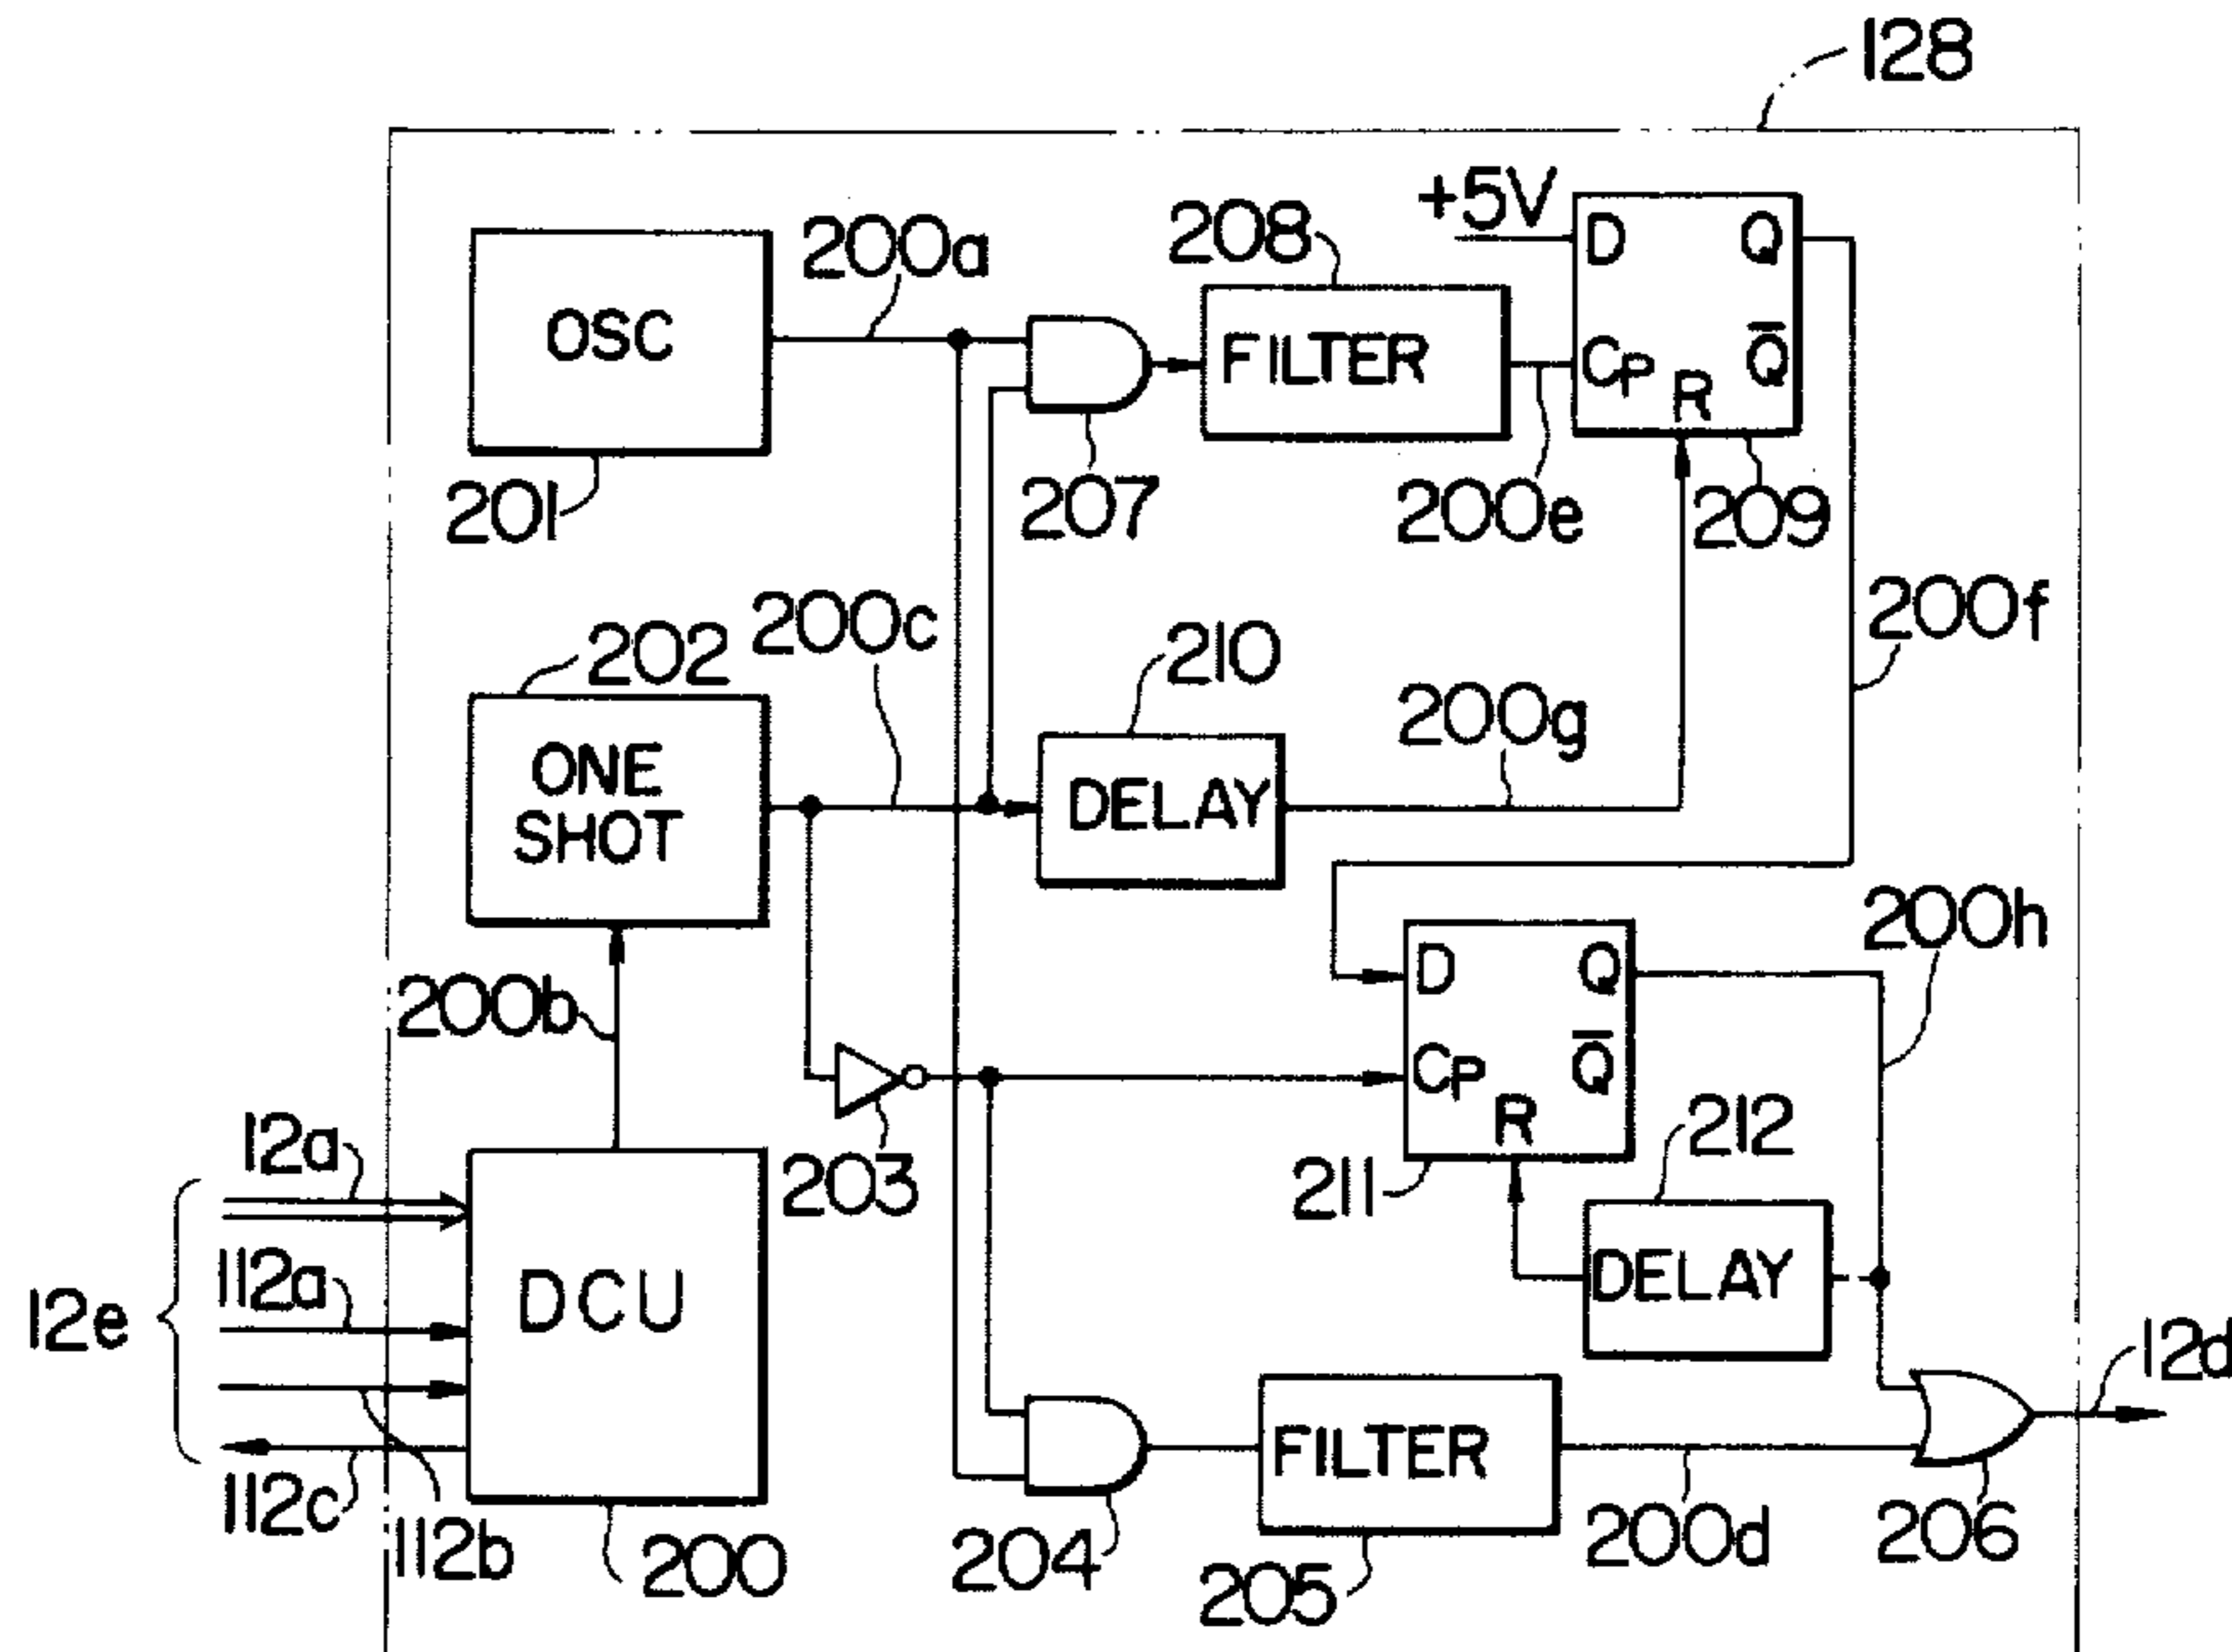 128
+5V
200a
208
D
Q
OSC
FILTER
CP
R
Q̅
201
207
200e
209
200f
202
200c
210
200g
ONE
SHOT
DELAY
200h
D
Q
200b
CP
R
Q̅
203
211
212
12a
112a
12e
DCU
DELAY
12d
FILTER
112c
112b
200
204
205
200d
206